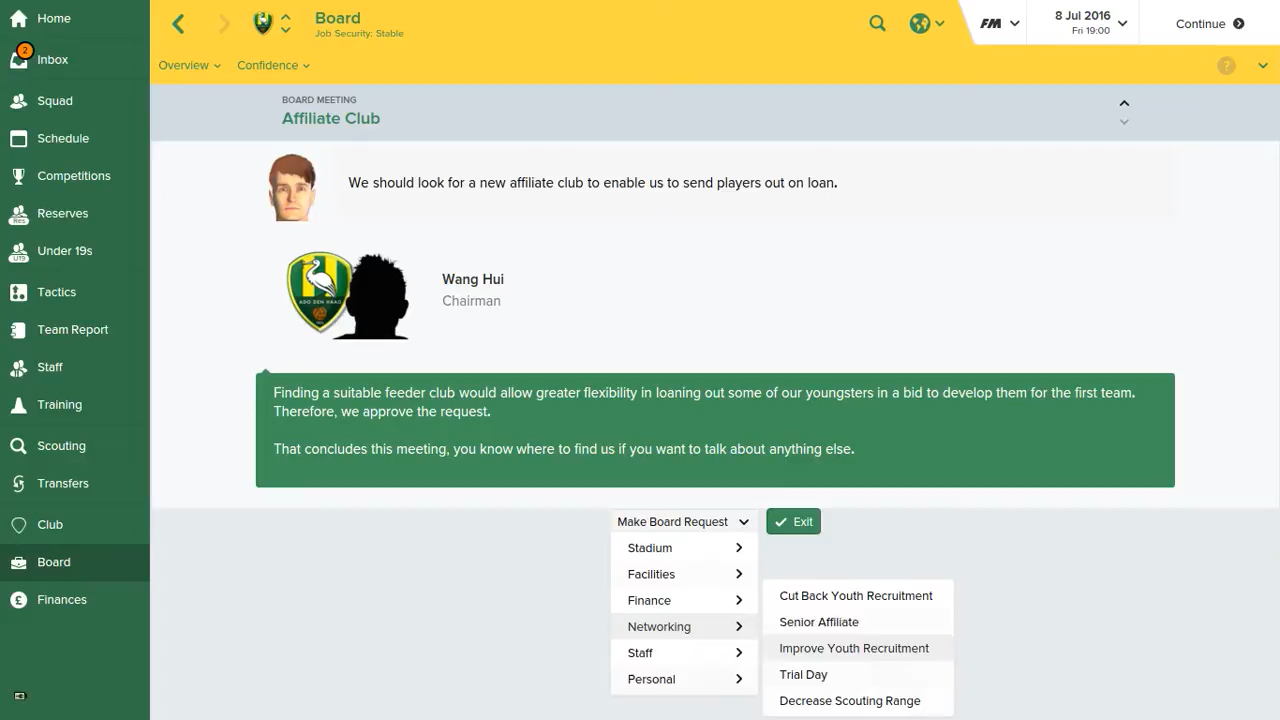 Home
2
Inbox
Squad
Schedule
Competitions
Res
Reserves
U19
Under 19s
Tactics
Team Report
Staff
Training
Scouting
Transfers
Club
Board
£
Finances
Board
Job Security: Stable
FM
8 Jul 2016
Fri 19:00
Continue
Overview
Confidence
?
BOARD MEETING
Affiliate Club
We should look for a new affiliate club to enable us to send players out on loan.
ADO DEN HAAG
Wang Hui
Chairman
Finding a suitable feeder club would allow greater flexibility in loaning out some of our youngsters in a bid to develop them for the first team.
Therefore, we approve the request.
That concludes this meeting, you know where to find us if you want to talk about anything else.
Make Board Request
Exit
Stadium
Facilities
Finance
Networking
Staff
Personal
Cut Back Youth Recruitment
Senior Affiliate
Improve Youth Recruitment
Trial Day
Decrease Scouting Range